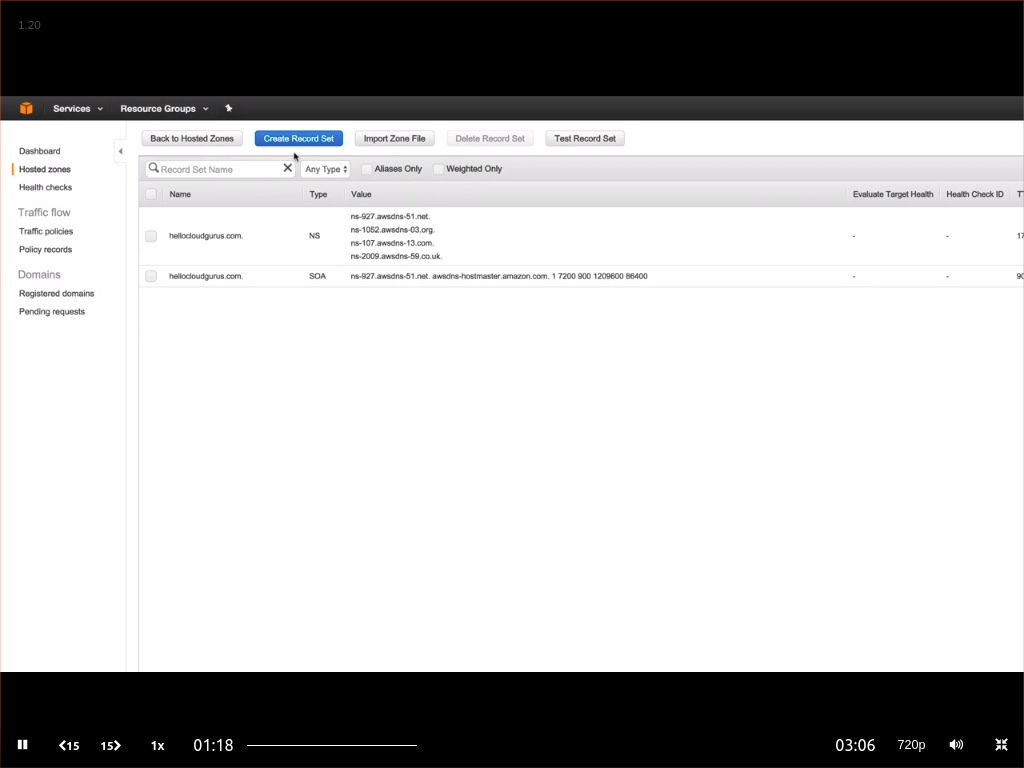 1.20
Services Resource Groups
Back to Hosted Zones Create Record Set Import Zone File Delete Record Set Test Record Set
Dashboard
Hosted zones
Health checks
Traffic flow
Traffic policies
Policy records
Domains
Registered domains
Pending requests
Record Set Name Any Type Aliases Only Weighted Only
Name Type Value Evaluate Target Health Health Check ID
hellocloudgurus.com. NS
ns-927.awsdns-51.net.
ns-1052.awsdns-03.org.
ns-107.awsdns-13.com.
ns-2009.awsdns-59.co.uk.
- - 17
hellocloudgurus.com. SOA ns-927.awsdns-51.net. awsdns-hostmaster.amazon.com. 1 7200 900 1209600 86400 - - 90
15 15 1x 01:18 03:06 720p